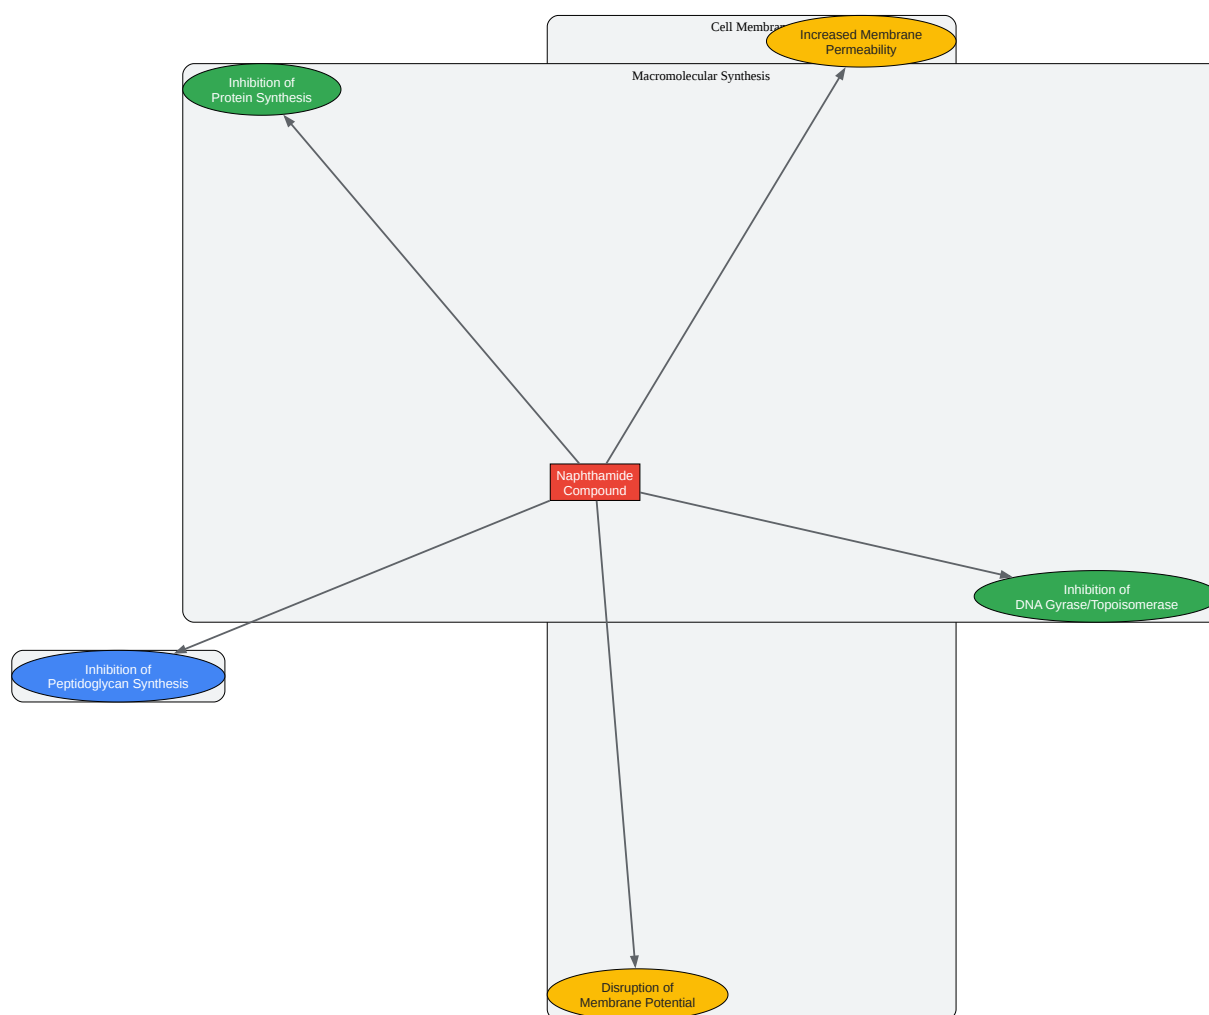 Cell
Increased Membrane
Permeability
Macromolecular Synthesis
Inhibition of
Protein Synthesis
Naphthamide
Compound
Inhibition of
DNA Gyrase/Topoisomerase
Inhibition of
Peptidoglycan Synthesis
Disruption of
Membrane Potential